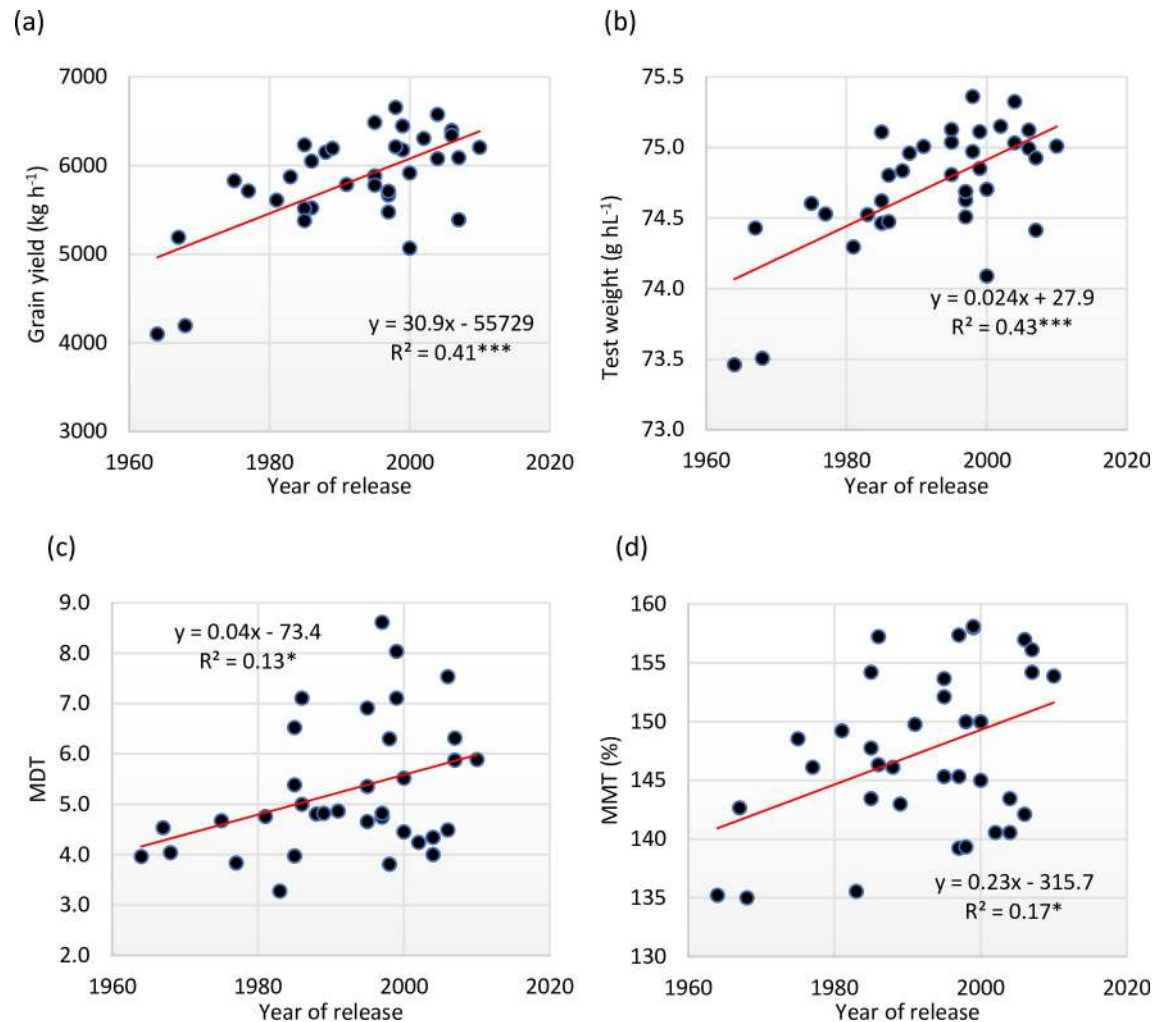 (a)
7000
6000
5000
4000
3000
Grain yield (kg h⁻¹)
y = 30.9x - 55729
R² = 0.41***
1960 1980 2000 2020
Year of release
(b)
75.5
75.0
74.5
74.0
73.5
73.0
Test weight (g hL⁻¹)
y = 0.024x + 27.9
R² = 0.43***
1960 1980 2000 2020
Year of release
(c)
9.0
8.0
7.0
6.0
5.0
4.0
3.0
2.0
MDT
y = 0.04x - 73.4
R² = 0.13*
1960 1980 2000 2020
Year of release
(d)
160
155
150
145
140
135
130
MMT (%)
y = 0.23x - 315.7
R² = 0.17*
1960 1980 2000 2020
Year of release